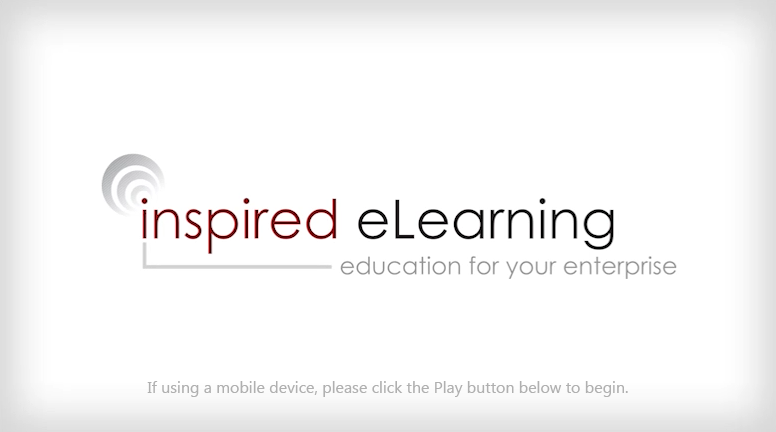 inspired eLearning
education for your enterprise
If using a mobile device, please click the Play button below to begin.